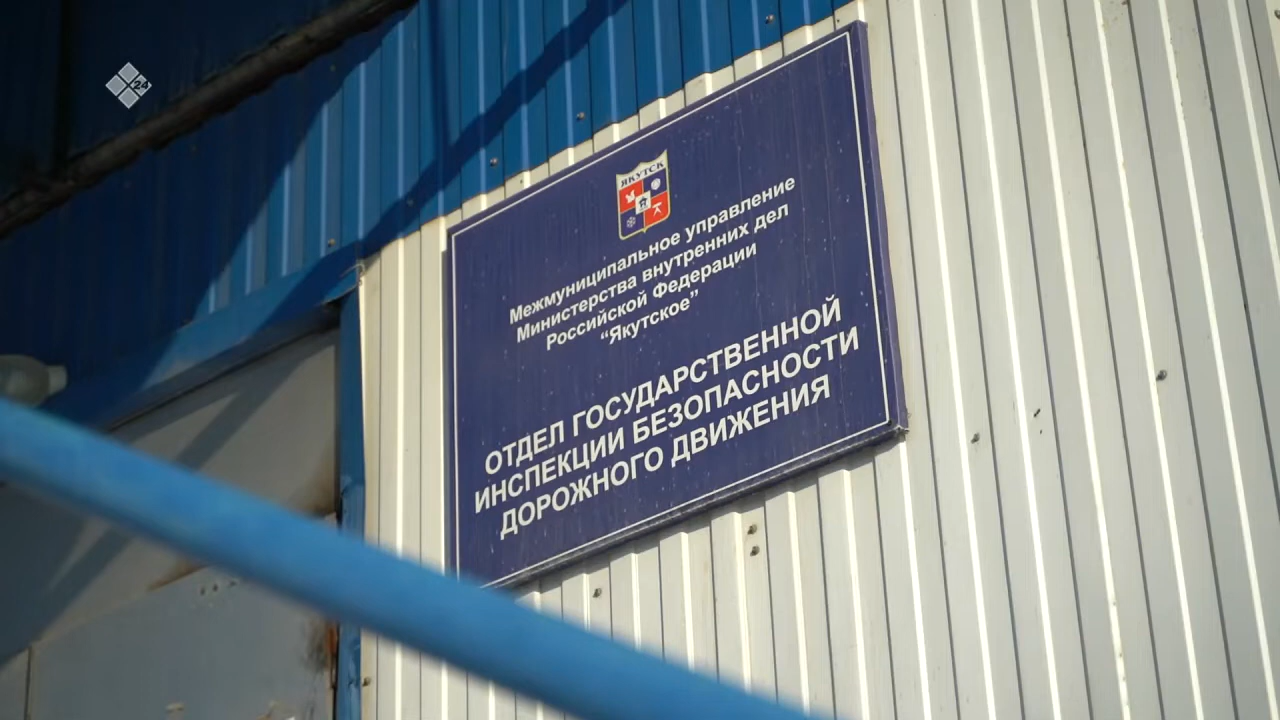 24
ЯКУТСК
Межмуниципальное управление
Министерства внутренних дел
Российской Федерации
“Якутское”
ОТДЕЛ ГОСУДАРСТВЕННОЙ
ИНСПЕКЦИИ БЕЗОПАСНОСТИ
ДОРОЖНОГО ДВИЖЕНИЯ